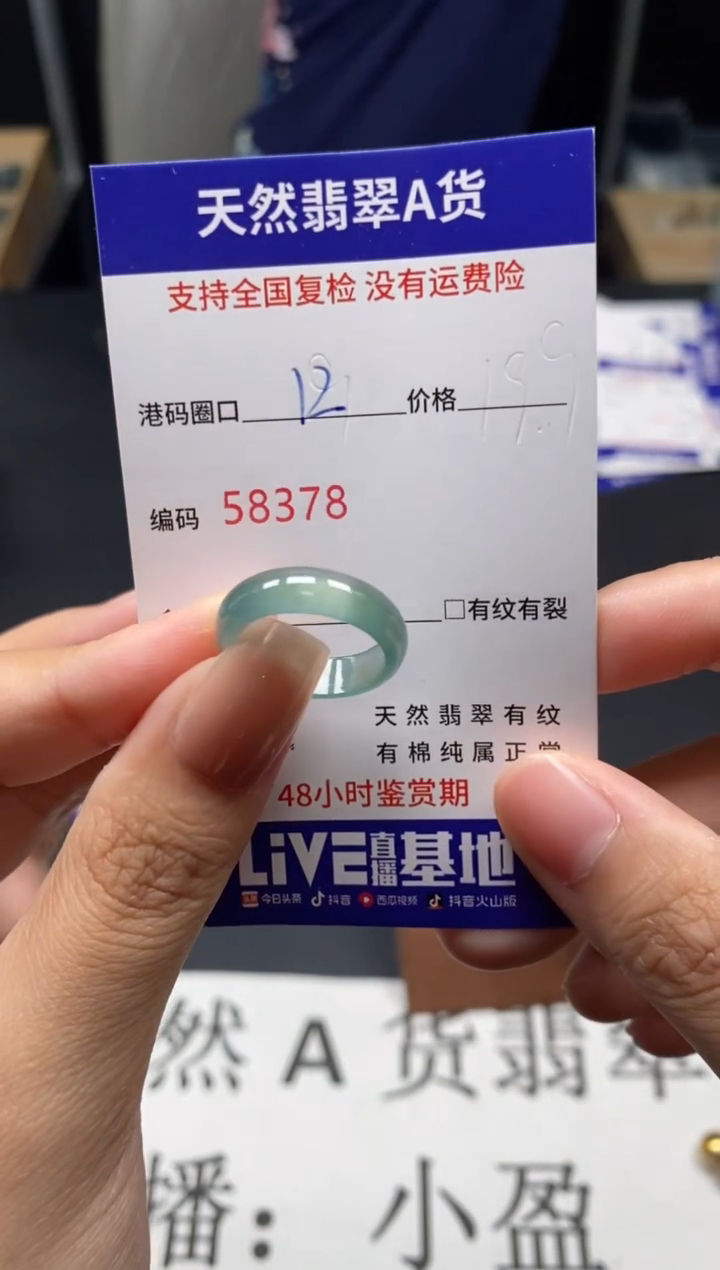 天然翡翠A货
支持全国复检 没有运费险
港码圈口 12 价格
编码 58378
□有纹有裂
天然翡翠有纹
有棉纯属正常
48小时鉴赏期
LiVE直播基地
头条 今日头条 抖音 西瓜视频 抖音火山版
然A货翡翠
播：小盈